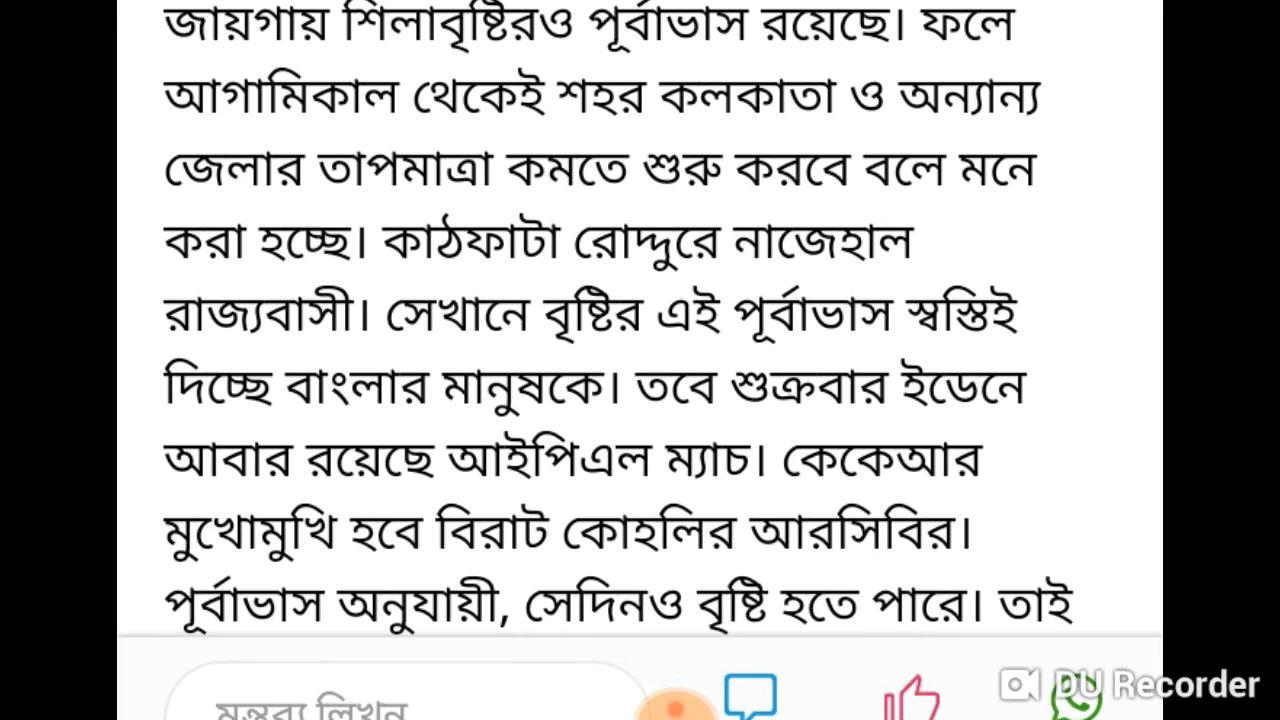 জায়গায় শিলাবৃষ্টিরও পূর্বাভাস রয়েছে। ফলে
আগামিকাল থেকেই শহর কলকাতা ও অন্যান্য
জেলার তাপমাত্রা কমতে শুরু করবে বলে মনে
করা হচ্ছে। কাঠফাটা রোদ্দুরে নাজেহাল
রাজ্যবাসী। সেখানে বৃষ্টির এই পূর্বাভাস স্বস্তিই
দিচ্ছে বাংলার মানুষকে। তবে শুক্রবার ইডেনে
আবার রয়েছে আইপিএল ম্যাচ। কেকেআর
মুখোমুখি হবে বিরাট কোহলির আরসিবির।
পূর্বাভাস অনুযায়ী, সেদিনও বৃষ্টি হতে পারে। তাই
মন্তব্য লিখুন
DU Recorder